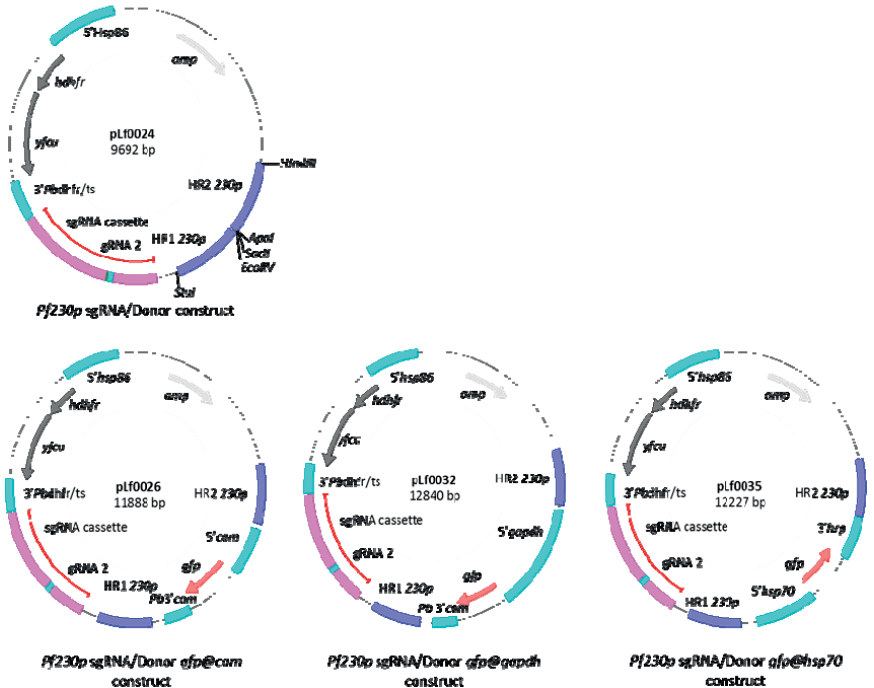 5'Hsp86
amp
hdhfr
yfcu
pLf0024
9692 bp
HindIII
HR2 230p
3'Pbdhfr/ts
sgRNA cassette
gRNA 2
HR1 230p
ApaI
SacII
EcoRV
StuI
Pf230p sgRNA/Donor construct
5'hsp86
amp
hdhfr
yfcu
3'Pbdhfr/ts
pLf0026
11888 bp
HR2 230p
sgRNA cassette
5'cam
gRNA 2
gfp
HR1 230p
Pb3'cam
Pf230p sgRNA/Donor gfp@cam
construct
5'hsp86
amp
hdhfr
yfcu
3'Pbdhfr/ts
pLf0032
12840 bp
HR2 230p
sgRNA cassette
5'gapdh
gRNA 2
gfp
HR1 230p
Pb 3'cam
Pf230p sgRNA/Donor gfp@gapdh
construct
5'hsp86
amp
hdhfr
yfcu
3'Pbdhfr/ts
pLf0035
12227 bp
HR2 230p
sgRNA cassette
3'hrp
gRNA 2
gfp
5'hsp70
HR1 230p
Pf230p sgRNA/Donor gfp@hsp70
construct